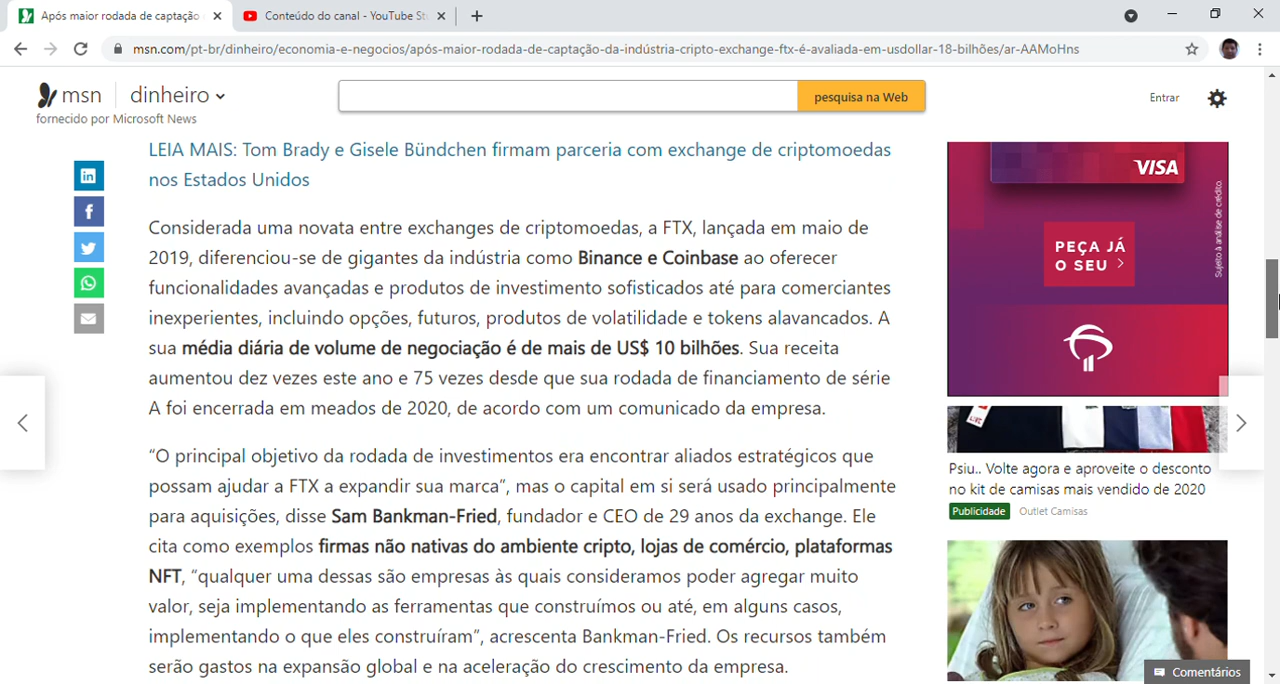 Após maior rodada de captação
Conteúdo do canal - YouTube St
msn.com/pt-br/dinheiro/economia-e-negocios/após-maior-rodada-de-captação-da-indústria-cripto-exchange-ftx-é-avaliada-em-usdollar-18-bilhões/ar-AAMoHns
msn
dinheiro
pesquisa na Web
Entrar
fornecido por Microsoft News
LEIA MAIS: Tom Brady e Gisele Bündchen firmam parceria com exchange de criptomoedas
nos Estados Unidos
Considerada uma novata entre exchanges de criptomoedas, a FTX, lançada em maio de
2019, diferenciou-se de gigantes da indústria como Binance e Coinbase ao oferecer
funcionalidades avançadas e produtos de investimento sofisticados até para comerciantes
inexperientes, incluindo opções, futuros, produtos de volatilidade e tokens alavancados. A
sua média diária de volume de negociação é de mais de US$ 10 bilhões. Sua receita
aumentou dez vezes este ano e 75 vezes desde que sua rodada de financiamento de série
A foi encerrada em meados de 2020, de acordo com um comunicado da empresa.
“O principal objetivo da rodada de investimentos era encontrar aliados estratégicos que
possam ajudar a FTX a expandir sua marca”, mas o capital em si será usado principalmente
para aquisições, disse Sam Bankman-Fried, fundador e CEO de 29 anos da exchange. Ele
cita como exemplos firmas não nativas do ambiente cripto, lojas de comércio, plataformas
NFT, “qualquer uma dessas são empresas às quais consideramos poder agregar muito
valor, seja implementando as ferramentas que construímos ou até, em alguns casos,
implementando o que eles construíram”, acrescenta Bankman-Fried. Os recursos também
serão gastos na expansão global e na aceleração do crescimento da empresa.
VISA
PEÇA JÁ
O SEU
Sujeito à análise de crédito.
Psiu.. Volte agora e aproveite o desconto
no kit de camisas mais vendido de 2020
Publicidade
Outlet Camisas
Comentários